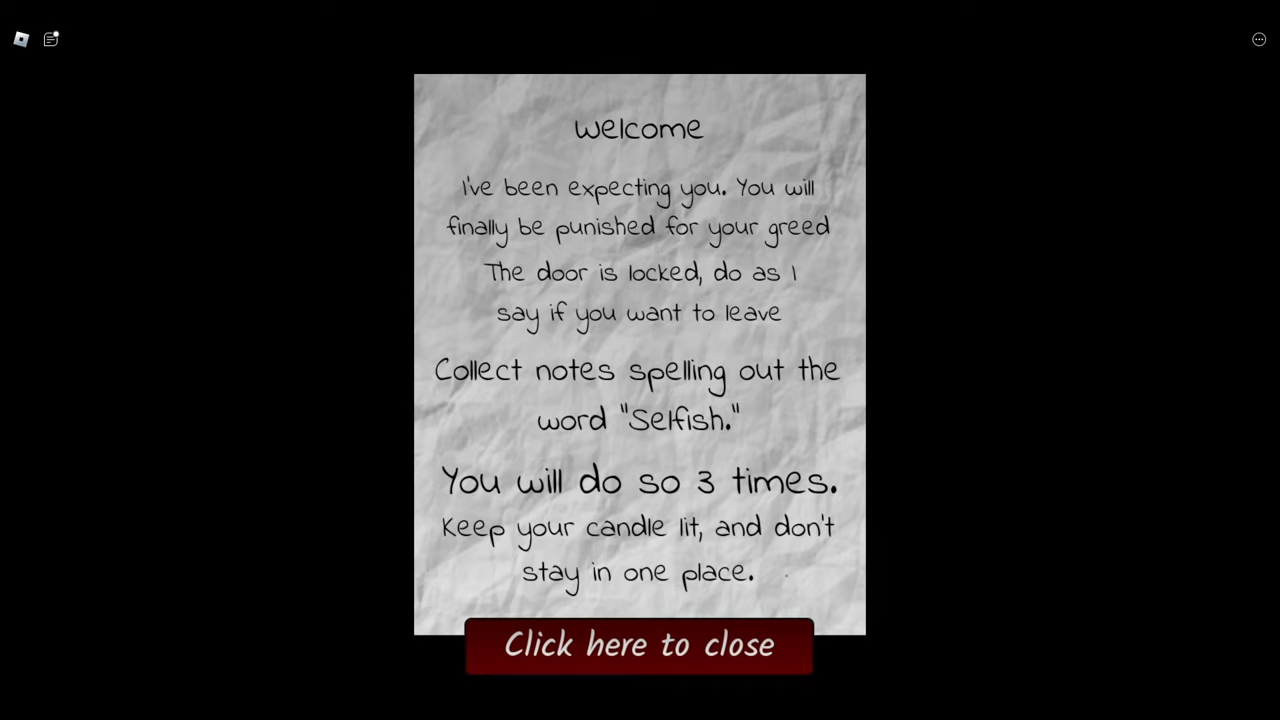 welcome
I've been expecting you. You will
finally be punished for your greed
The door is locked, do as I
say if you want to leave
Collect notes spelling out the
word "Selfish."
You will do so 3 times.
Keep your candle lit, and don't
stay in one place.
Click here to close